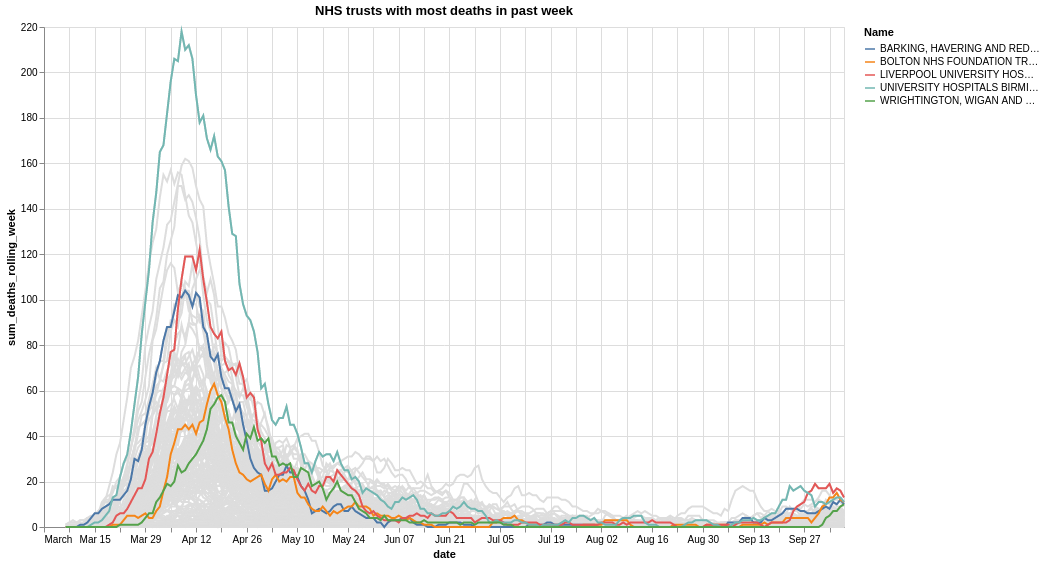 NHS trusts with most deaths in past week
Name
BARKING, HAVERING AND RED…
BOLTON NHS FOUNDATION TR…
LIVERPOOL UNIVERSITY HOS…
UNIVERSITY HOSPITALS BIRMI…
WRIGHTINGTON, WIGAN AND …
sum_deaths_rolling_week
220
200
180
160
140
120
100
80
60
40
20
0
March Mar 15 Mar 29 Apr 12 Apr 26 May 10 May 24 Jun 07 Jun 21 Jul 05 Jul 19 Aug 02 Aug 16 Aug 30 Sep 13 Sep 27
date